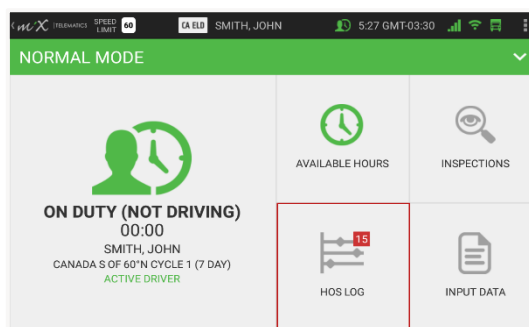 miX TELEMATICS SPEED LIMIT 60 CA ELD SMITH, JOHN 5:27 GMT-03:30
NORMAL MODE
ON DUTY (NOT DRIVING)
00:00
SMITH, JOHN
CANADA S OF 60°N CYCLE 1 (7 DAY)
ACTIVE DRIVER
AVAILABLE HOURS
INSPECTIONS
15
HOS LOG
INPUT DATA